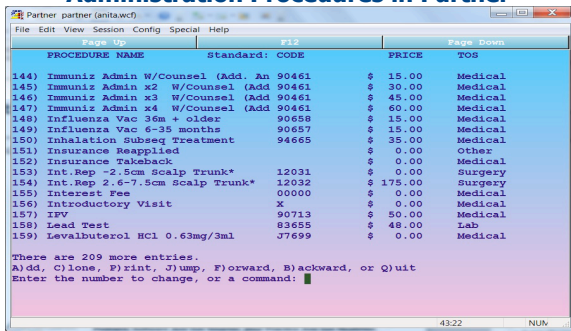 Administration Procedures in Partner
Partner partner (anita.wcf)
File Edit View Session Config Special Help
Page Up F12 Page Down
PROCEDURE NAME Standard: CODE PRICE TOS
144) Immuniz Admin W/Counsel (Add. An 90461 $ 15.00 Medical
145) Immuniz Admin x2 W/Counsel (Add 90461 $ 30.00 Medical
146) Immuniz Admin x3 W/Counsel (Add 90461 $ 45.00 Medical
147) Immuniz Admin x4 W/Counsel (Add 90461 $ 60.00 Medical
148) Influenza Vac 36m + older 90658 $ 15.00 Medical
149) Influenza Vac 6-35 months 90657 $ 15.00 Medical
150) Inhalation Subseq Treatment 94665 $ 35.00 Medical
151) Insurance Reapplied $ 0.00 Other
152) Insurance Takeback $ 0.00 Medical
153) Int.Rep -2.5cm Scalp Trunk* 12031 $ 0.00 Surgery
154) Int.Rep 2.6-7.5cm Scalp Trunk* 12032 $ 175.00 Surgery
155) Interest Fee 00000 $ 0.00 Medical
156) Introductory Visit X $ 0.00 Medical
157) IPV 90713 $ 50.00 Medical
158) Lead Test 83655 $ 48.00 Lab
159) Levalbuterol HCl 0.63mg/3ml J7699 $ 0.00 Medical
There are 209 more entries.
A)dd, C)lone, P)rint, J)ump, F)orward, B)ackward, or Q)uit
Enter the number to change, or a command:
43:22 NUM